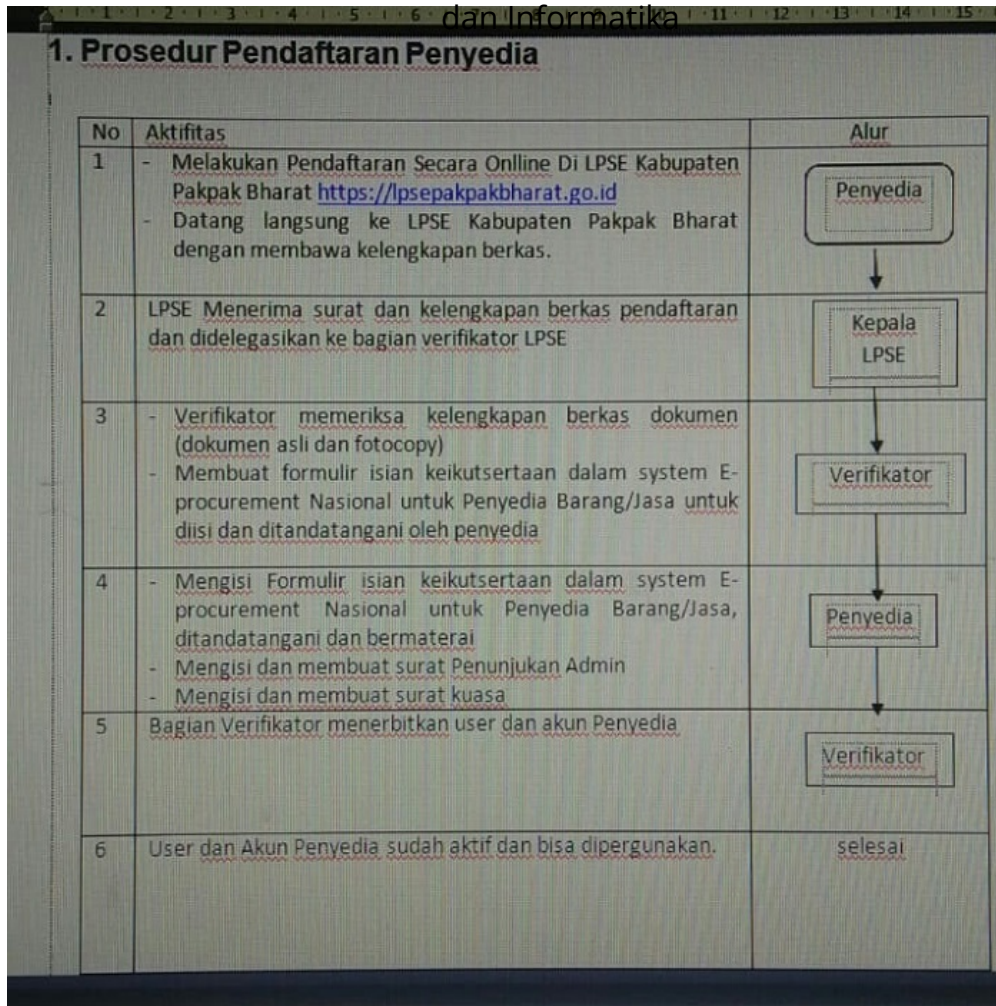 dan Informatika
1. Prosedur Pendaftaran Penyedia
No Aktifitas Alur
1 - Melakukan Pendaftaran Secara Onlline Di LPSE Kabupaten
Pakpak Bharat https://lpsepakpakbharat.go.id
- Datang langsung ke LPSE Kabupaten Pakpak Bharat
dengan membawa kelengkapan berkas.
Penyedia
2 LPSE Menerima surat dan kelengkapan berkas pendaftaran
dan didelegasikan ke bagian verifikator LPSE
Kepala
LPSE
3 - Verifikator memeriksa kelengkapan berkas dokumen
(dokumen asli dan fotocopy)
- Membuat formulir isian keikutsertaan dalam system E-
procurement Nasional untuk Penyedia Barang/Jasa untuk
diisi dan ditandatangani oleh penyedia
Verifikator
4 - Mengisi Formulir isian keikutsertaan dalam system E-
procurement Nasional untuk Penyedia Barang/Jasa,
ditandatangani dan bermaterai
- Mengisi dan membuat surat Penunjukan Admin
- Mengisi dan membuat surat kuasa
Penyedia
5 Bagian Verifikator menerbitkan user dan akun Penyedia
Verifikator
6 User dan Akun Penyedia sudah aktif dan bisa dipergunakan.
selesai